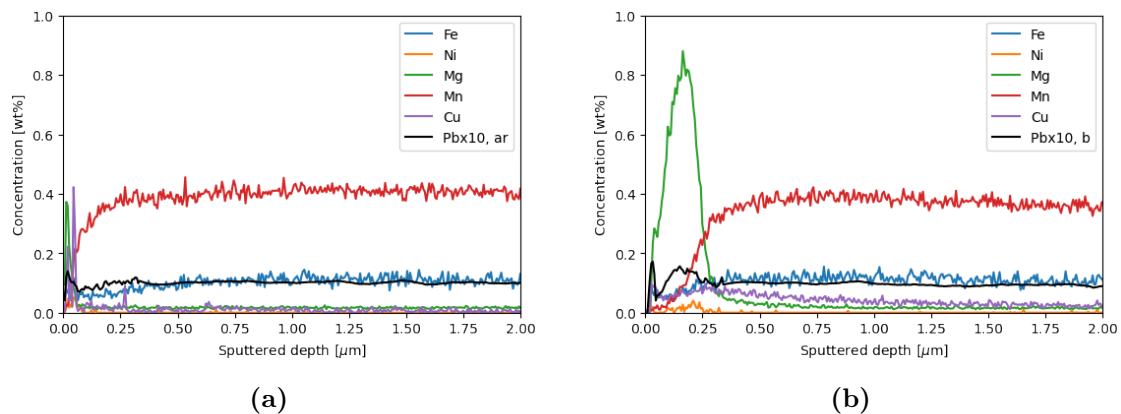 1.0
0.8
0.6
0.4
0.2
0.0
Concentration [wt%]
Fe
Ni
Mg
Mn
Cu
Pbx10, ar
0.00 0.25 0.50 0.75 1.00 1.25 1.50 1.75 2.00
Sputtered depth [μm]
(a)
1.0
0.8
0.6
0.4
0.2
0.0
Concentration [wt%]
Fe
Ni
Mg
Mn
Cu
Pbx10, b
0.00 0.25 0.50 0.75 1.00 1.25 1.50 1.75 2.00
Sputtered depth [μm]
(b)